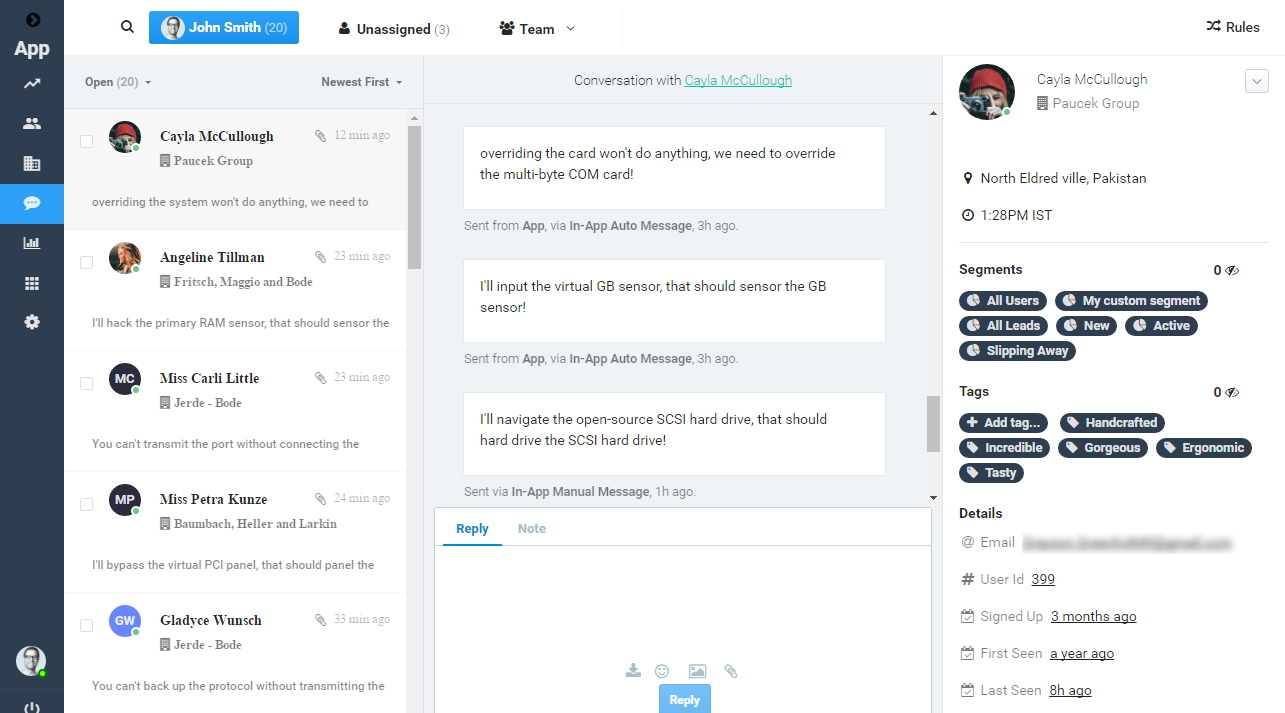 App
John Smith (20)
Unassigned (3)
Team
Rules
Open (20)
Newest First
Cayla McCullough
12 min ago
Paucek Group
overriding the system won't do anything, we need to
Angeline Tillman
23 min ago
Fritsch, Maggio and Bode
I'll hack the primary RAM sensor, that should sensor the
MC
Miss Carli Little
23 min ago
Jerde - Bode
You can't transmit the port without connecting the
MP
Miss Petra Kunze
24 min ago
Baumbach, Heller and Larkin
I'll bypass the virtual PCI panel, that should panel the
GW
Gladyce Wunsch
33 min ago
Jerde - Bode
You can't back up the protocol without transmitting the
Conversation with Cayla McCullough
overriding the card won't do anything, we need to override
the multi-byte COM card!
Sent from App, via In-App Auto Message, 3h ago.
I'll input the virtual GB sensor, that should sensor the GB
sensor!
Sent from App, via In-App Auto Message, 3h ago.
I'll navigate the open-source SCSI hard drive, that should
hard drive the SCSI hard drive!
Sent via In-App Manual Message, 1h ago.
Reply
Note
Reply
Cayla McCullough
Paucek Group
North Eldred ville, Pakistan
1:28PM IST
Segments
0
All Users
My custom segment
All Leads
New
Active
Slipping Away
Tags
0
Add tag...
Handcrafted
Incredible
Gorgeous
Ergonomic
Tasty
Details
@ Email
# User Id 399
Signed Up 3 months ago
First Seen a year ago
Last Seen 8h ago